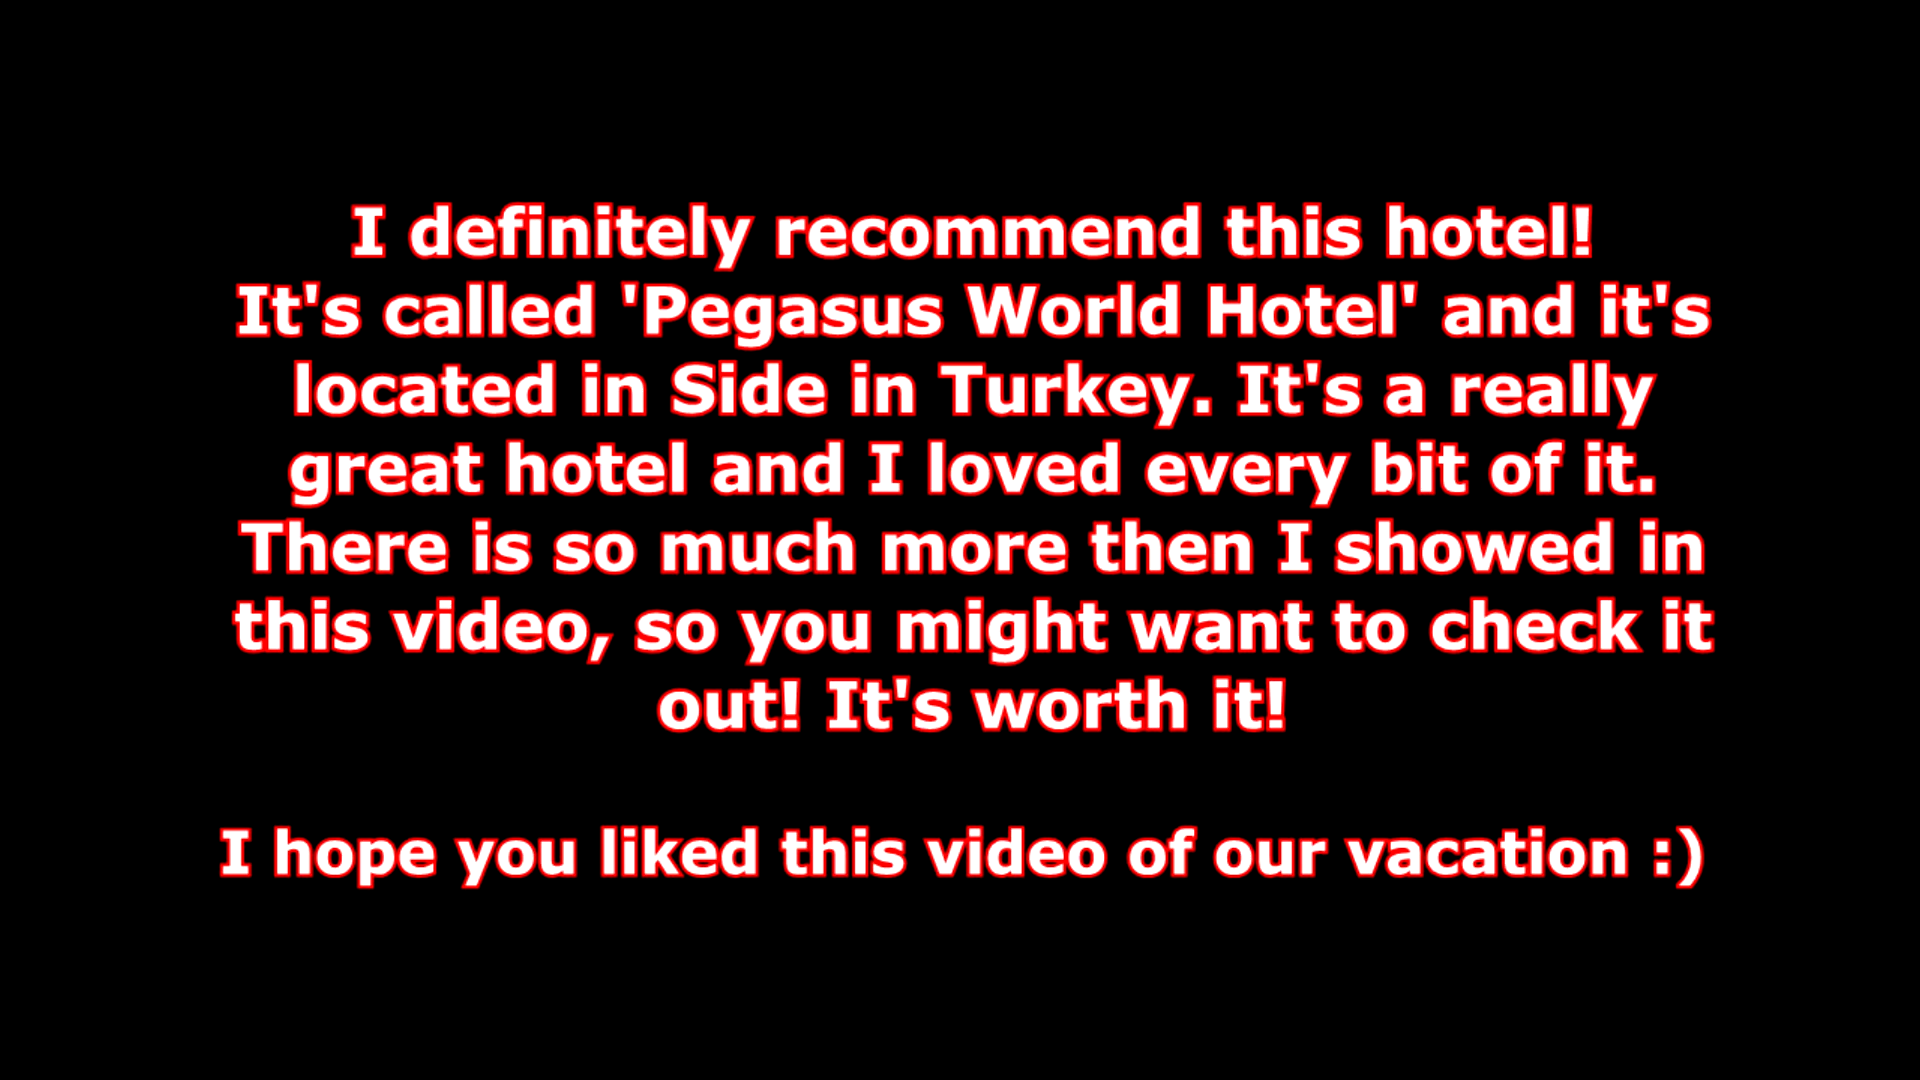 I definitely recommend this hotel!
It's called 'Pegasus World Hotel' and it's
located in Side in Turkey. It's a really
great hotel and I loved every bit of it.
There is so much more then I showed in
this video, so you might want to check it
out! It's worth it!
I hope you liked this video of our vacation :)